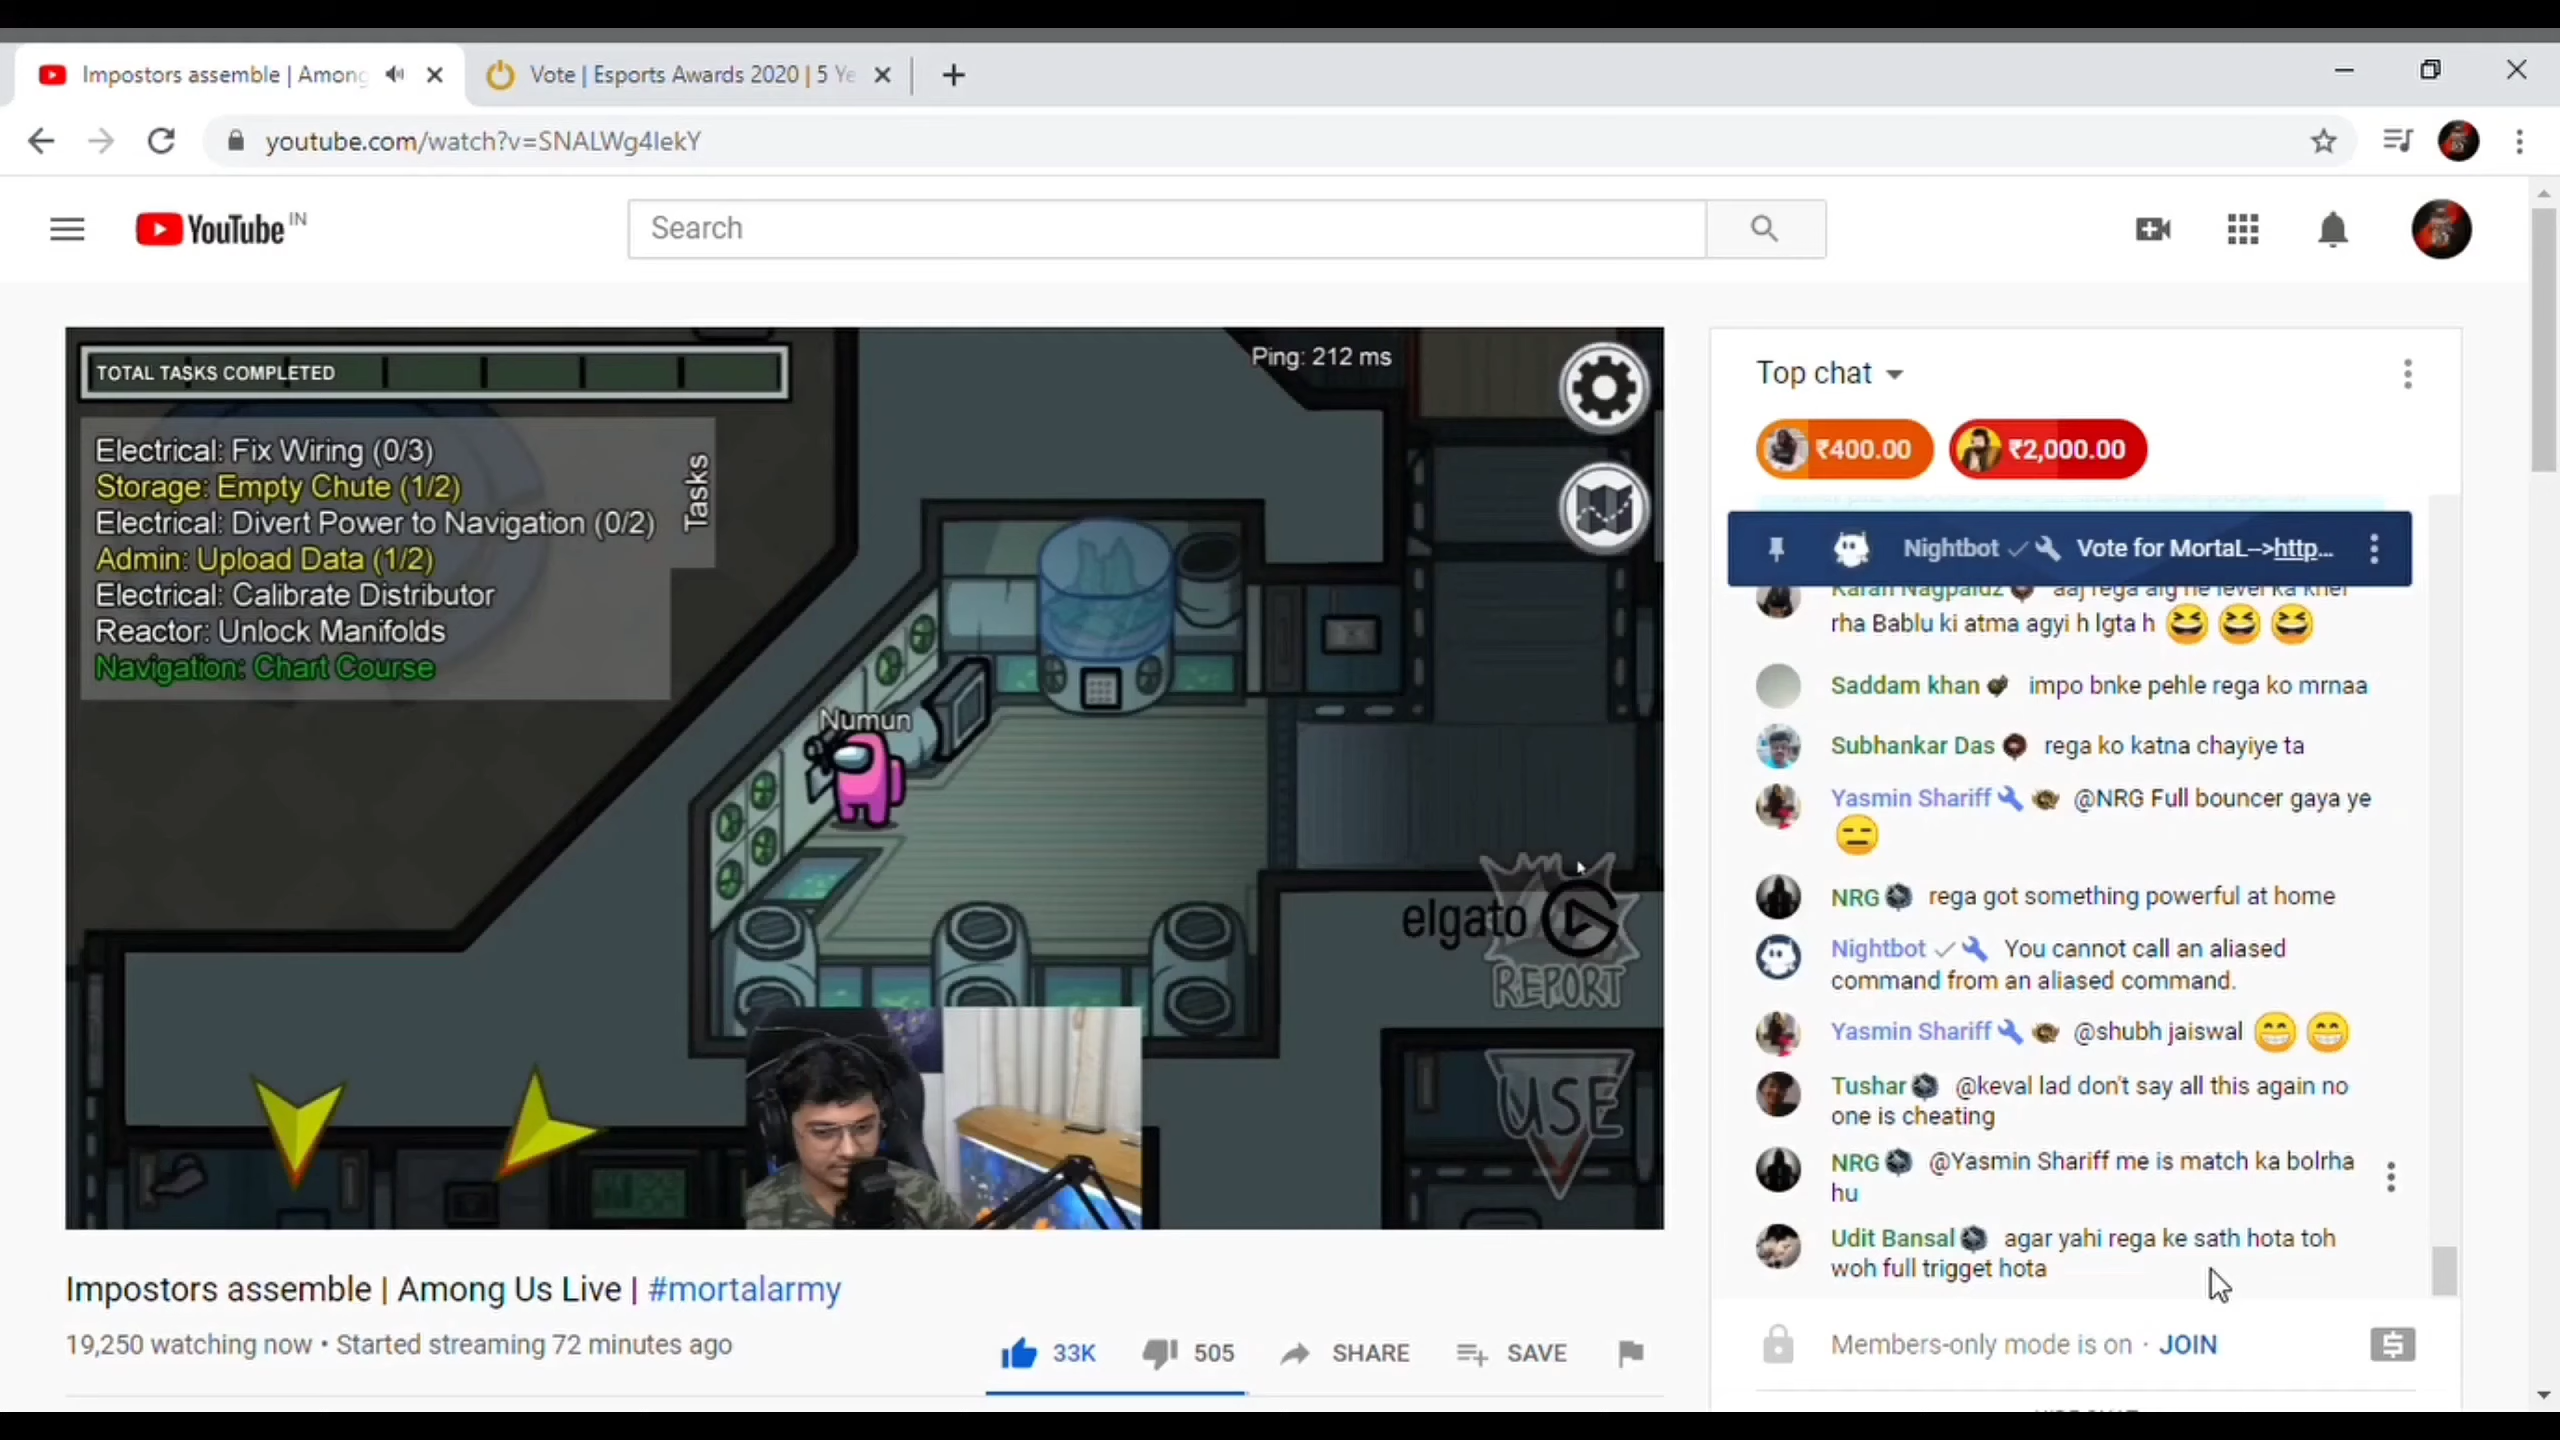 Impostors assemble | Among
Vote | Esports Awards 2020 | 5 Ye
youtube.com/watch?v=SNALWg4IekY
YouTube IN
Search
TOTAL TASKS COMPLETED
Ping: 212 ms
Electrical: Fix Wiring (0/3)
Storage: Empty Chute (1/2)
Electrical: Divert Power to Navigation (0/2)
Admin: Upload Data (1/2)
Electrical: Calibrate Distributor
Reactor: Unlock Manifolds
Navigation: Chart Course
Tasks
Numun
elgato
REPORT
USE
Impostors assemble | Among Us Live | #mortalarmy
19,250 watching now • Started streaming 72 minutes ago
33K 505 SHARE SAVE
Top chat
₹400.00 ₹2,000.00
Nightbot Vote for MortaL-->http...
aaj rega alg he level ka khel
rha Bablu ki atma agyi h lgta h
Saddam khan impo bnke pehle rega ko mrnaa
Subhankar Das rega ko katna chayiye ta
Yasmin Shariff @NRG Full bouncer gaya ye
NRG rega got something powerful at home
Nightbot You cannot call an aliased
command from an aliased command.
Yasmin Shariff @shubh jaiswal
Tushar @keval lad don't say all this again no
one is cheating
NRG @Yasmin Shariff me is match ka bolrha
hu
Udit Bansal agar yahi rega ke sath hota toh
woh full trigget hota
Members-only mode is on · JOIN